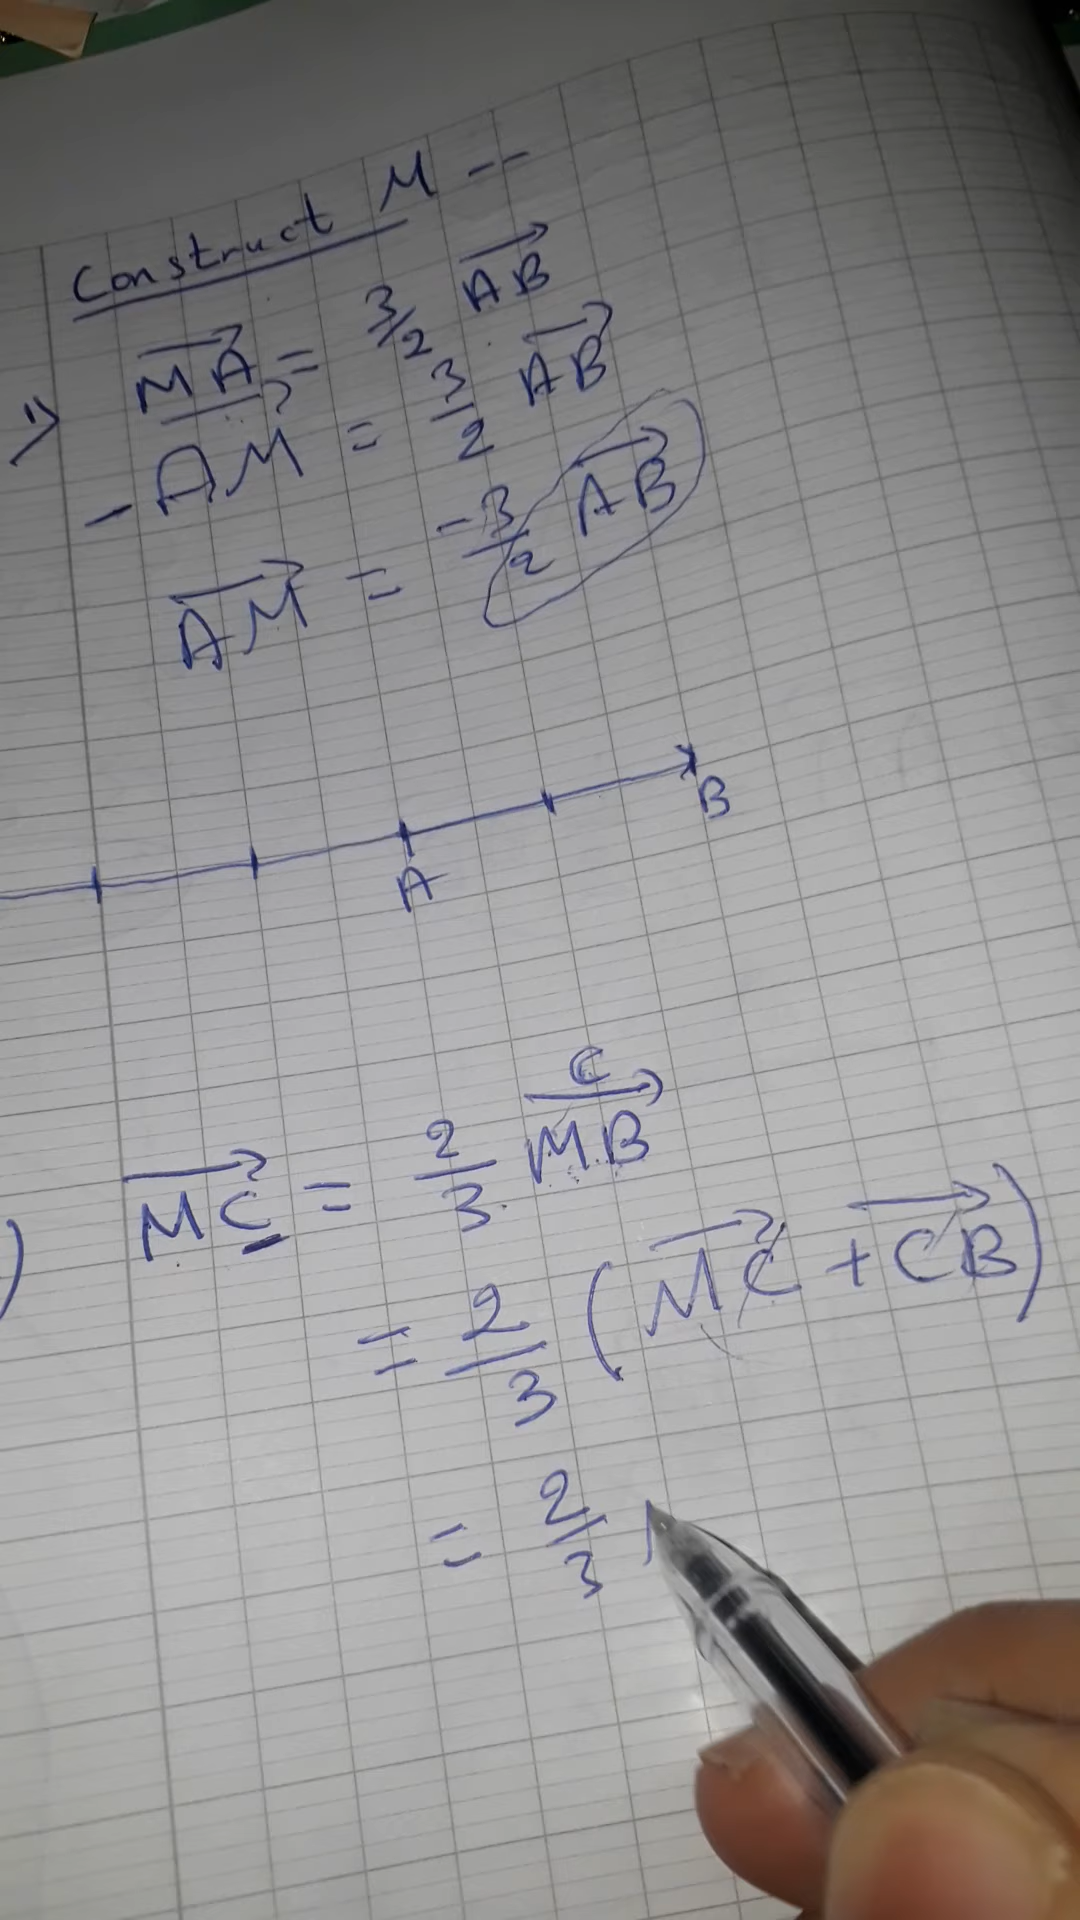 Construct M --
1) MA = 3/2 AB
- AM = 3/2 AB
AM = -3/2 AB
A B
C
) MC = 2/3 MB
= 2/3 (MC + CB)
= 2/3